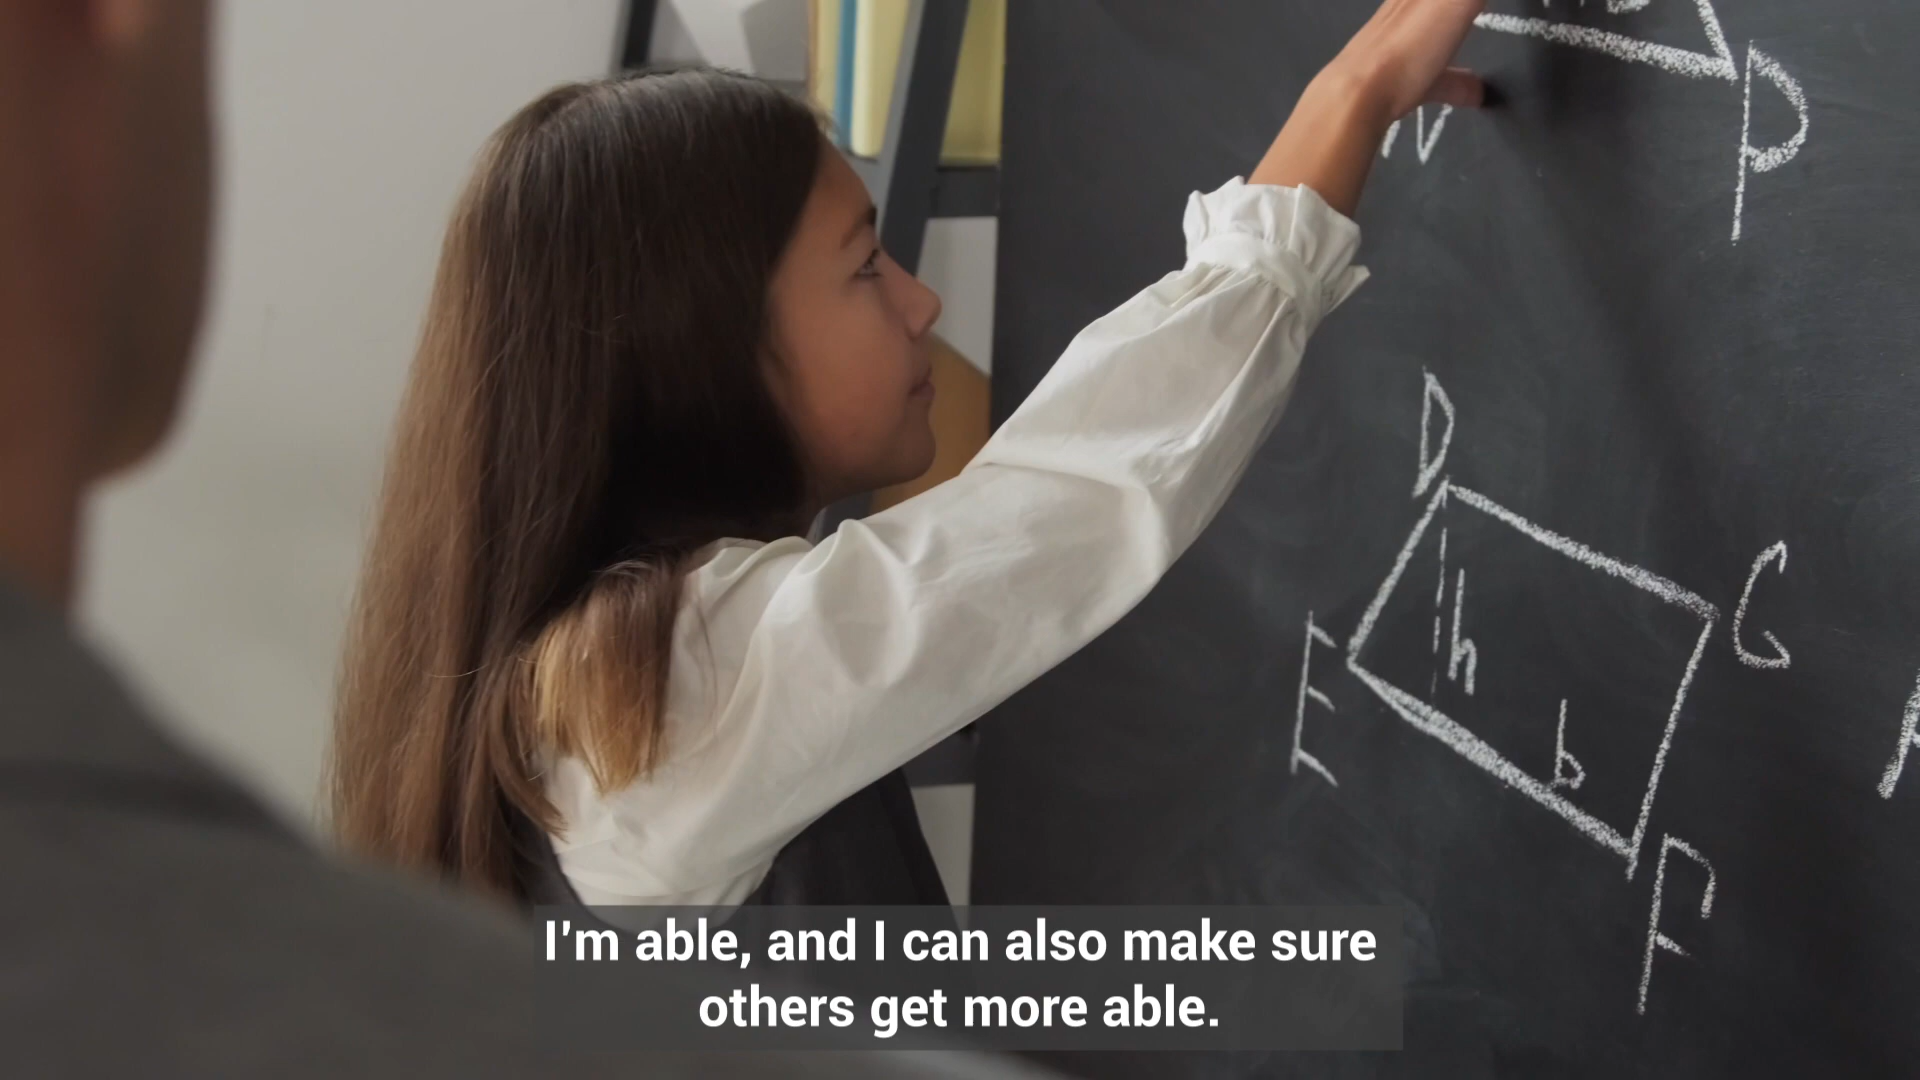 P
N
D
G
h
E
b
F
I'm able, and I can also make sure
others get more able.